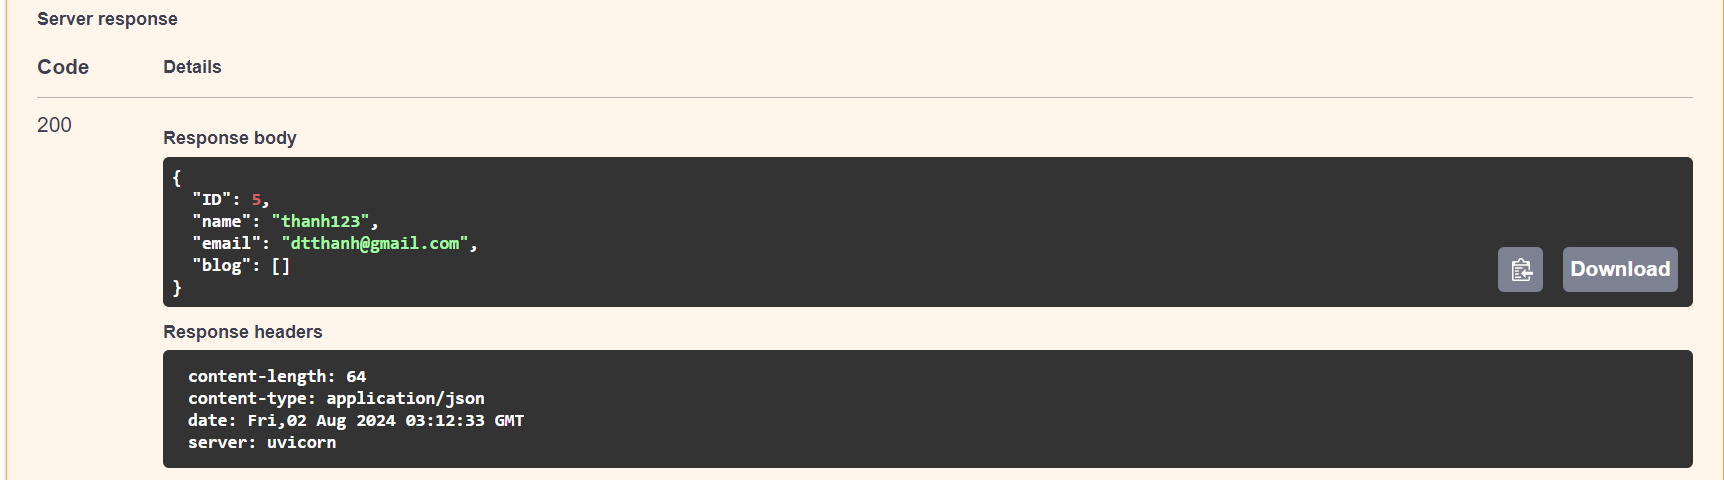 Server response
Code Details
200
Response body
{
  "ID": 5,
  "name": "thanh123",
  "email": "dtthanh@gmail.com",
  "blog": []
}
Download
Response headers
content-length: 64
content-type: application/json
date: Fri,02 Aug 2024 03:12:33 GMT
server: uvicorn